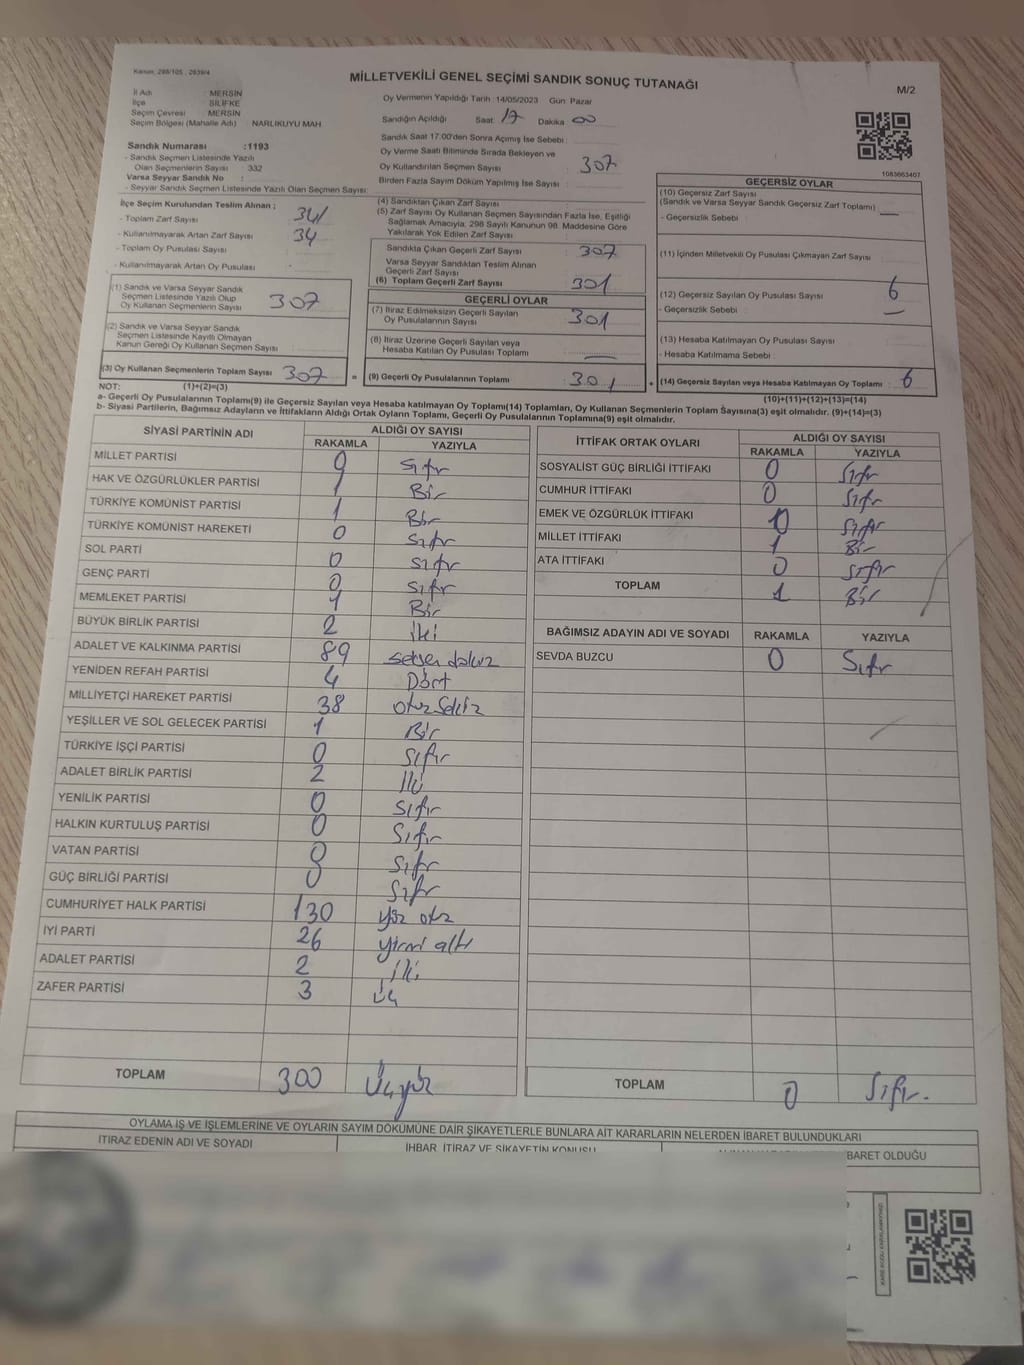 Kanun, 298/105 , 2839/4
MİLLETVEKİLİ GENEL SEÇİMİ SANDIK SONUÇ TUTANAĞI
M/2
İl Adı : MERSİN
İlçe : SİLİFKE
Seçim Çevresi : MERSİN
Seçim Bölgesi (Mahalle Adı) : NARLIKUYU MAH.
Sandık Numarası :1193
- Sandık Seçmen Listesinde Yazılı
Olan Seçmenlerin Sayısı : 332
Varsa Seyyar Sandık No :
- Seyyar Sandık Seçmen Listesinde Yazılı Olan Seçmen Sayısı:
Oy Vermenin Yapıldığı Tarih :14/05/2023 Gün: Pazar
Sandığın Açıldığı Saat: 17 Dakika 00
Sandık Saat 17.00'den Sonra Açımış İse Sebebi :
Oy Verme Saati Bitiminde Sırada Bekleyen ve
Oy Kullandırılan Seçmen Sayısı : 307
Birden Fazla Sayım Döküm Yapılmış İse Sayısı :
1083663407
İlçe Seçim Kurulundan Teslim Alınan ;
- Toplam Zarf Sayısı : 341
- Kullanılmayarak Artan Zarf Sayısı : 34
- Toplam Oy Pusulası Sayısı
- Kullanılmayarak Artan Oy Pusulası :
(1) Sandık ve Varsa Seyyar Sandık
Seçmen Listesinde Yazılı Olup
Oy Kullanan Seçmenlerin Sayısı : 307
(2) Sandık ve Varsa Seyyar Sandık
Seçmen Listesinde Kayıtlı Olmayan
Kanun Gereği Oy Kullanan Seçmen Sayısı :
(3) Oy Kullanan Seçmenlerin Toplam Sayısı : 307
(4) Sandıktan Çıkan Zarf Sayısı :
(5) Zarf Sayısı Oy Kullanan Seçmen Sayısından Fazla İse, Eşitliği
Sağlamak Amacıyla; 298 Sayılı Kanunun 98. Maddesine Göre
Yakılarak Yok Edilen Zarf Sayısı :
Sandıkta Çıkan Geçerli Zarf Sayısı : 307
Varsa Seyyar Sandıktan Teslim Alınan
Geçerli Zarf Sayısı :
(6) Toplam Geçerli Zarf Sayısı : 301
GEÇERLİ OYLAR
(7) İtiraz Edilmeksizin Geçerli Sayılan
Oy Pusulalarının Sayısı : 301
(8) İtiraz Üzerine Geçerli Sayılan veya
Hesaba Katılan Oy Pusulası Toplamı : —
= (9) Geçerli Oy Pusulalarının Toplamı : 301
GEÇERSİZ OYLAR
(10) Geçersiz Zarf Sayısı
(Sandık ve Varsa Seyyar Sandık Geçersiz Zarf Toplamı) : —
- Geçersizlik Sebebi :
(11) İçinden Milletvekili Oy Pusulası Çıkmayan Zarf Sayısı :
(12) Geçersiz Sayılan Oy Pusulası Sayısı : 6
- Geçersizlik Sebebi : —
(13) Hesaba Katılmayan Oy Pusulası Sayısı :
- Hesaba Katılmama Sebebi :
+ (14) Geçersiz Sayılan veya Hesaba Katılmayan Oy Toplamı : 6
NOT: (1)+(2)=(3)
(10)+(11)+(12)+(13)=(14)
a- Geçerli Oy Pusulalarının Toplamı(9) ile Geçersiz Sayılan veya Hesaba katılmayan Oy Toplamı(14) Toplamları, Oy Kullanan Seçmenlerin Toplam Sayısına(3) eşit olmalıdır. (9)+(14)=(3)
b- Siyasi Partilerin, Bağımsız Adayların ve İttifakların Aldığı Ortak Oyların Toplamı, Geçerli Oy Pusulalarının Toplamına(9) eşit olmalıdır.
SİYASİ PARTİNİN ADI ALDIĞI OY SAYISI
RAKAMLA YAZIYLA
MİLLET PARTİSİ 0 Sıfır
HAK VE ÖZGÜRLÜKLER PARTİSİ 1 Bir
TÜRKİYE KOMÜNİST PARTİSİ 1 Bir
TÜRKİYE KOMÜNİST HAREKETİ 0 Sıfır
SOL PARTİ 0 Sıfır
GENÇ PARTİ 0 Sıfır
MEMLEKET PARTİSİ 1 Bir
BÜYÜK BİRLİK PARTİSİ 2 İki
ADALET VE KALKINMA PARTİSİ 89 seksen dokuz
YENİDEN REFAH PARTİSİ 4 Dört
MİLLİYETÇİ HAREKET PARTİSİ 38 otuz sekiz
YEŞİLLER VE SOL GELECEK PARTİSİ 1 Bir
TÜRKİYE İŞÇİ PARTİSİ 0 Sıfır
ADALET BİRLİK PARTİSİ 2 İki
YENİLİK PARTİSİ 0 Sıfır
HALKIN KURTULUŞ PARTİSİ 0 Sıfır
VATAN PARTİSİ 0 Sıfır
GÜÇ BİRLİĞİ PARTİSİ 0 Sıfır
CUMHURİYET HALK PARTİSİ 130 yüz otuz
İYİ PARTİ 26 yirmi altı
ADALET PARTİSİ 2 İki
ZAFER PARTİSİ 3 Üç
TOPLAM 300 Üçyüz
İTTİFAK ORTAK OYLARI ALDIĞI OY SAYISI
RAKAMLA YAZIYLA
SOSYALİST GÜÇ BİRLİĞİ İTTİFAKI 0 Sıfır
CUMHUR İTTİFAKI 0 Sıfır
EMEK VE ÖZGÜRLÜK İTTİFAKI 0 Sıfır
MİLLET İTTİFAKI 1 Bir
ATA İTTİFAKI 0 Sıfır
TOPLAM 1 Bir
BAĞIMSIZ ADAYIN ADI VE SOYADI RAKAMLA YAZIYLA
SEVDA BUZCU 0 Sıfır
TOPLAM 0 Sıfır.
OYLAMA İŞ VE İŞLEMLERİNE VE OYLARIN SAYIM DÖKÜMÜNE DAİR ŞİKAYETLERLE BUNLARA AİT KARARLARIN NELERDEN İBARET BULUNDUKLARI
İTİRAZ EDENİN ADI VE SOYADI
İHBAR, İTİRAZ VE ŞİKAYETİN KONUSU
BARET OLDUĞU